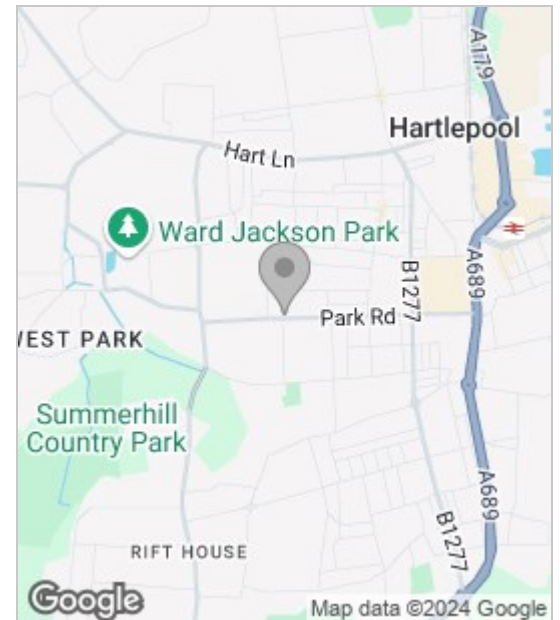 A179
Hartlepool
Hart Ln
Ward Jackson Park
A689
B1277
Park Rd
WEST PARK
Summerhill
Country Park
A689
B1277
RIFT HOUSE
Google
Map data ©2024 Google